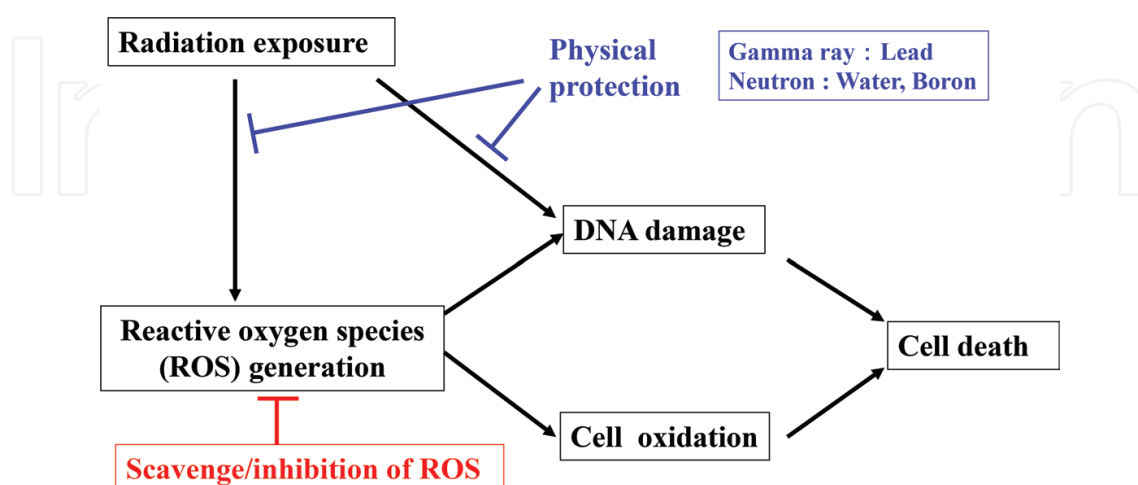 Radiation exposure
Physical
protection
Gamma ray : Lead
Neutron : Water, Boron
DNA damage
Reactive oxygen species
(ROS) generation
Cell death
Cell oxidation
Scavenge/inhibition of ROS